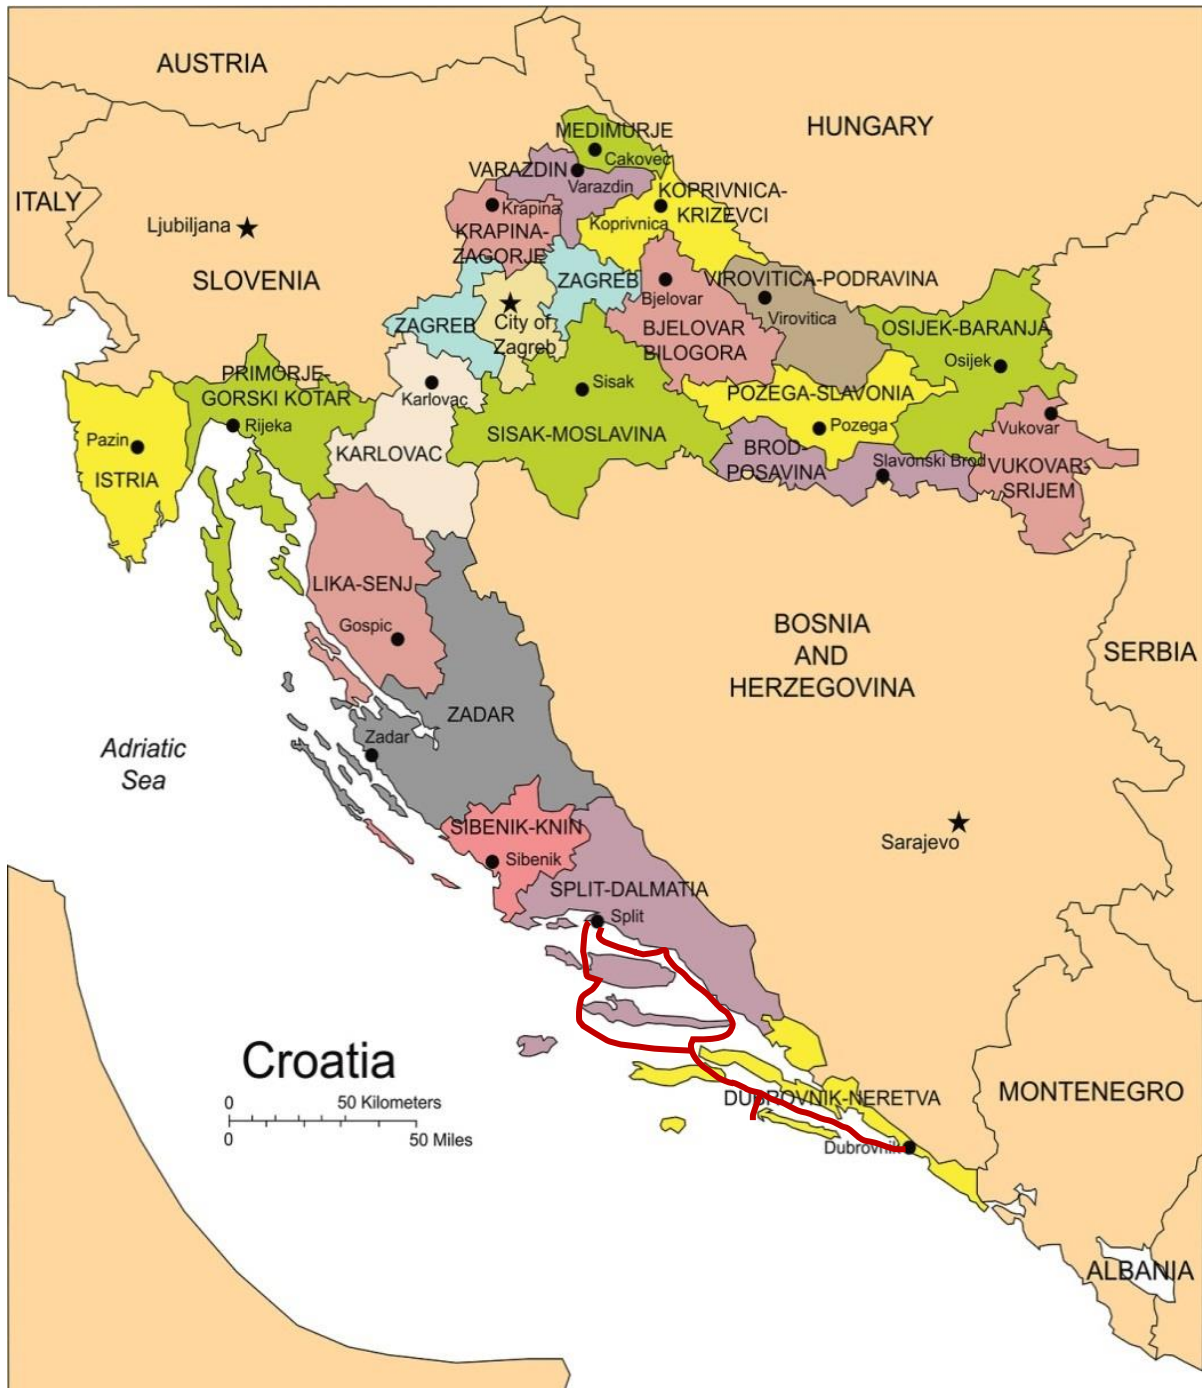 AUSTRIA
HUNGARY
ITALY
Ljubiljana
SLOVENIA
MEDIMURJE
Cakovec
VARAZDIN
Varazdin
KOPRIVNICA-
KRIZEVCI
Koprivnica
Krapina
KRAPINA-
ZAGORJE
ZAGREB
ZAGREB
City of
Zagreb
Bjelovar
BJELOVAR
BILOGORA
VIROVITICA-PODRAVINA
Virovitica
OSIJEK-BARANJA
Osijek
PRIMORJE-
GORSKI KOTAR
Rijeka
Karlovac
KARLOVAC
Sisak
SISAK-MOSLAVINA
POZEGA-SLAVONIA
Pozega
BROD-
POSAVINA
Slavonski Brod
Vukovar
VUKOVAR-
SRIJEM
Pazin
ISTRIA
LIKA-SENJ
Gospic
BOSNIA
AND
HERZEGOVINA
SERBIA
ZADAR
Zadar
Adriatic
Sea
SIBENIK-KNIN
Sibenik
Sarajevo
SPLIT-DALMATIA
Split
Croatia
0 50 Kilometers
0 50 Miles
DUBROVNIK-NERETVA
Dubrovnik
MONTENEGRO
ALBANIA